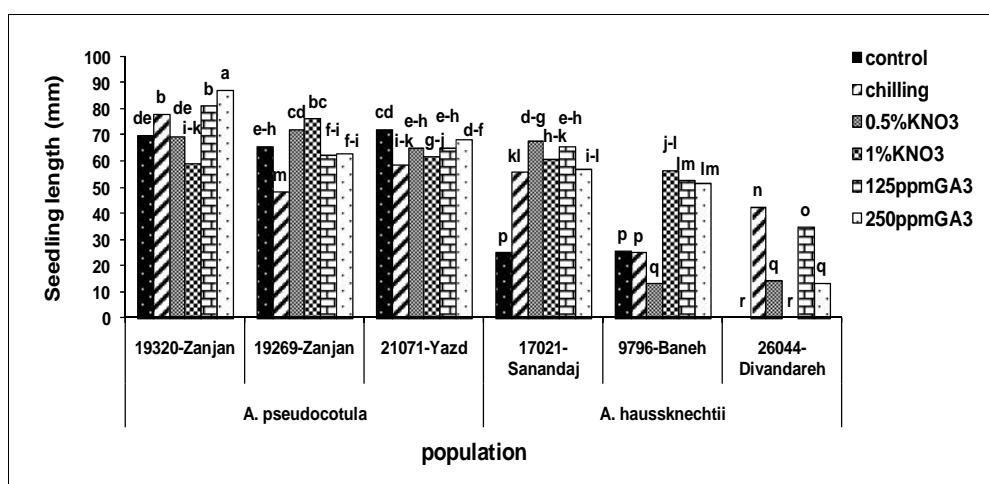 Seedling length (mm)
100
90
80
70
60
50
40
30
20
10
0
de b de i-k b a
e-h m cd bc f-i f-i
cd i-k e-h g-j e-h d-f
p kl d-g h-k e-h i-l
p p q j-l lm lm
r n q r o q
control
chilling
0.5%KNO3
1%KNO3
125ppmGA3
250ppmGA3
19320-Zanjan
19269-Zanjan
21071-Yazd
17021-
Sanandaj
9796-Baneh
26044-
Divandareh
A. pseudocotula
A. haussknechtii
population